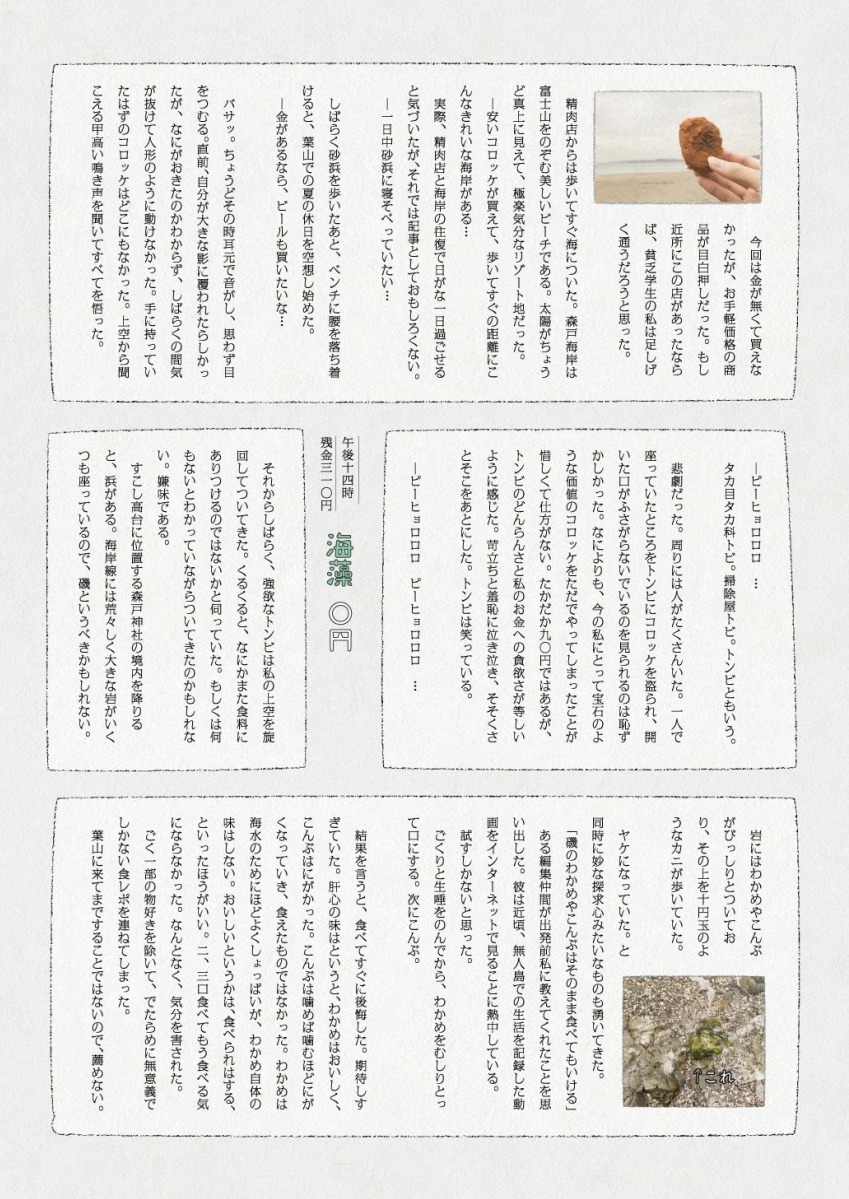 今回は金が無くて買えな
かったが、お手軽価格の商
品が目白押しだった。もし
近所にこの店があったなら
ば、貧乏学生の私は足しげ
く通うだろうと思った。
精肉店からは歩いてすぐ海についた。森戸海岸は
富士山をのぞむ美しいビーチである。太陽がちょう
ど真上に見えて、極楽気分なリゾート地だった。
―安いコロッケが買えて、歩いてすぐの距離にこ
んなきれいな海岸がある…
実際、精肉店と海岸の往復で日がな一日過ごせる
と気づいたが、それでは記事としておもしろくない。
―一日中砂浜に寝そべっていたい…
しばらく砂浜を歩いたあと、ベンチに腰を落ち着
けると、葉山での夏の休日を空想し始めた。
―金があるなら、ビールも買いたいな…
バサッ。ちょうどその時耳元で音がし、思わず目
をつむる。直前、自分が大きな影に覆われたらしかっ
たが、なにがおきたのかわからず、しばらくの間気
が抜けて人形のように動けなかった。手に持ってい
たはずのコロッケはどこにもなかった。上空から聞
こえる甲高い鳴き声を聞いてすべてを悟った。
―ピーヒョロロロ …
タカ目タカ科トビ。掃除屋トビ。トンビともいう。
悲劇だった。周りには人がたくさんいた。一人で
座っていたところをトンビにコロッケを盗られ、開
いた口がふさがらないでいるのを見られるのは恥ず
かしかった。なによりも、今の私にとって宝石のよ
うな価値のコロッケをただでやってしまったことが
惜しくて仕方がない。たかだか九〇円ではあるが、
トンビのどんらんさと私のお金への貪欲さが等しい
ように感じた。苛立ちと羞恥に泣き泣き、そそくさ
とそこをあとにした。トンビは笑っている。
―ピーヒョロロロ ピーヒョロロロ …
午後十四時
残金三一〇円
海藻 〇円
それからしばらく、強欲なトンビは私の上空を旋
回してついてきた。くるくると、なにかまた食料に
ありつけるのではないかと伺っていた。もしくは何
もないとわかっていながらついてきたのかもしれな
い。嫌味である。
すこし高台に位置する森戸神社の境内を降りる
と、浜がある。海岸線には荒々しく大きな岩がいく
つも座っているので、磯というべきかもしれない。
岩にはわかめやこんぶ
がびっしりとついてお
り、その上を十円玉のよ
うなカニが歩いていた。
ヤケになっていた。と
同時に妙な探求心みたいなものも湧いてきた。
「磯のわかめやこんぶはそのまま食べてもいける」
ある編集仲間が出発前私に教えてくれたことを思
い出した。彼は近頃、無人島での生活を記録した動
画をインターネットで見ることに熱中している。
試すしかないと思った。
ごくりと生唾をのんでから、わかめをむしりとっ
て口にする。次にこんぶ。
結果を言うと、食べてすぐに後悔した。期待しす
ぎていた。肝心の味はというと、わかめはおいしく、
こんぶはにがかった。こんぶは噛めば噛むほどにが
くなっていき、食えたものではなかった。わかめは
海水のためにほどよくしょっぱいが、わかめ自体の
味はしない。おいしいというかは、食べられはする、
といったほうがいい。二、三口食べてもう食べる気
にならなかった。なんとなく、気分を害された。
ごく一部の物好きを除いて、でたらめに無意義で
しかない食レポを連ねてしまった。
葉山に来てまですることではないので、薦めない。
↑これ